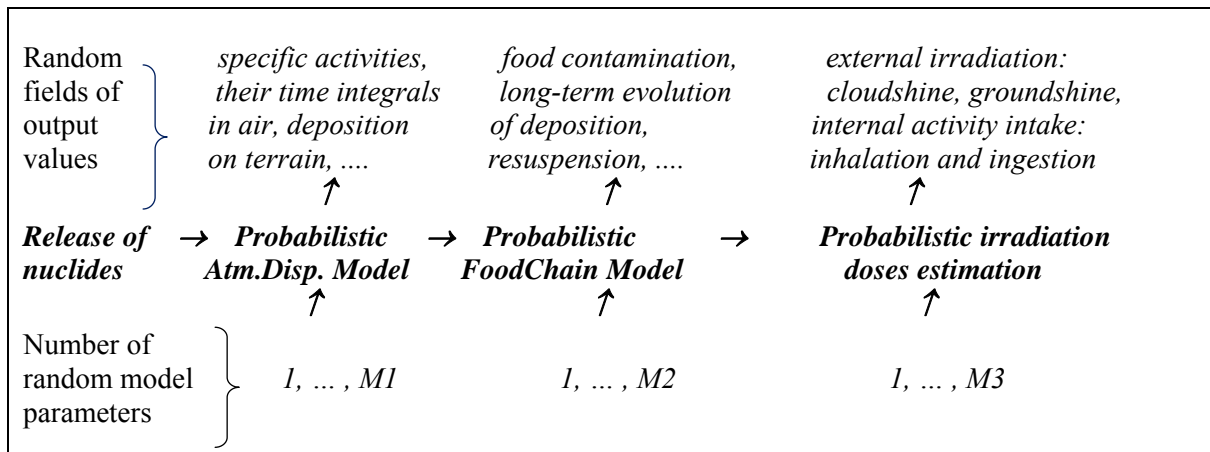 Random specific activities, food contamination, external irradiation:
fields of their time integrals long-term evolution cloudshine, groundshine,
output in air, deposition of deposition, internal activity intake:
values on terrain, .... resuspension, .... inhalation and ingestion
Release of → Probabilistic → Probabilistic → Probabilistic irradiation
nuclides Atm.Disp. Model FoodChain Model doses estimation
Number of
random model 1, ... , M1 1, ... , M2 1, ... , M3
parameters